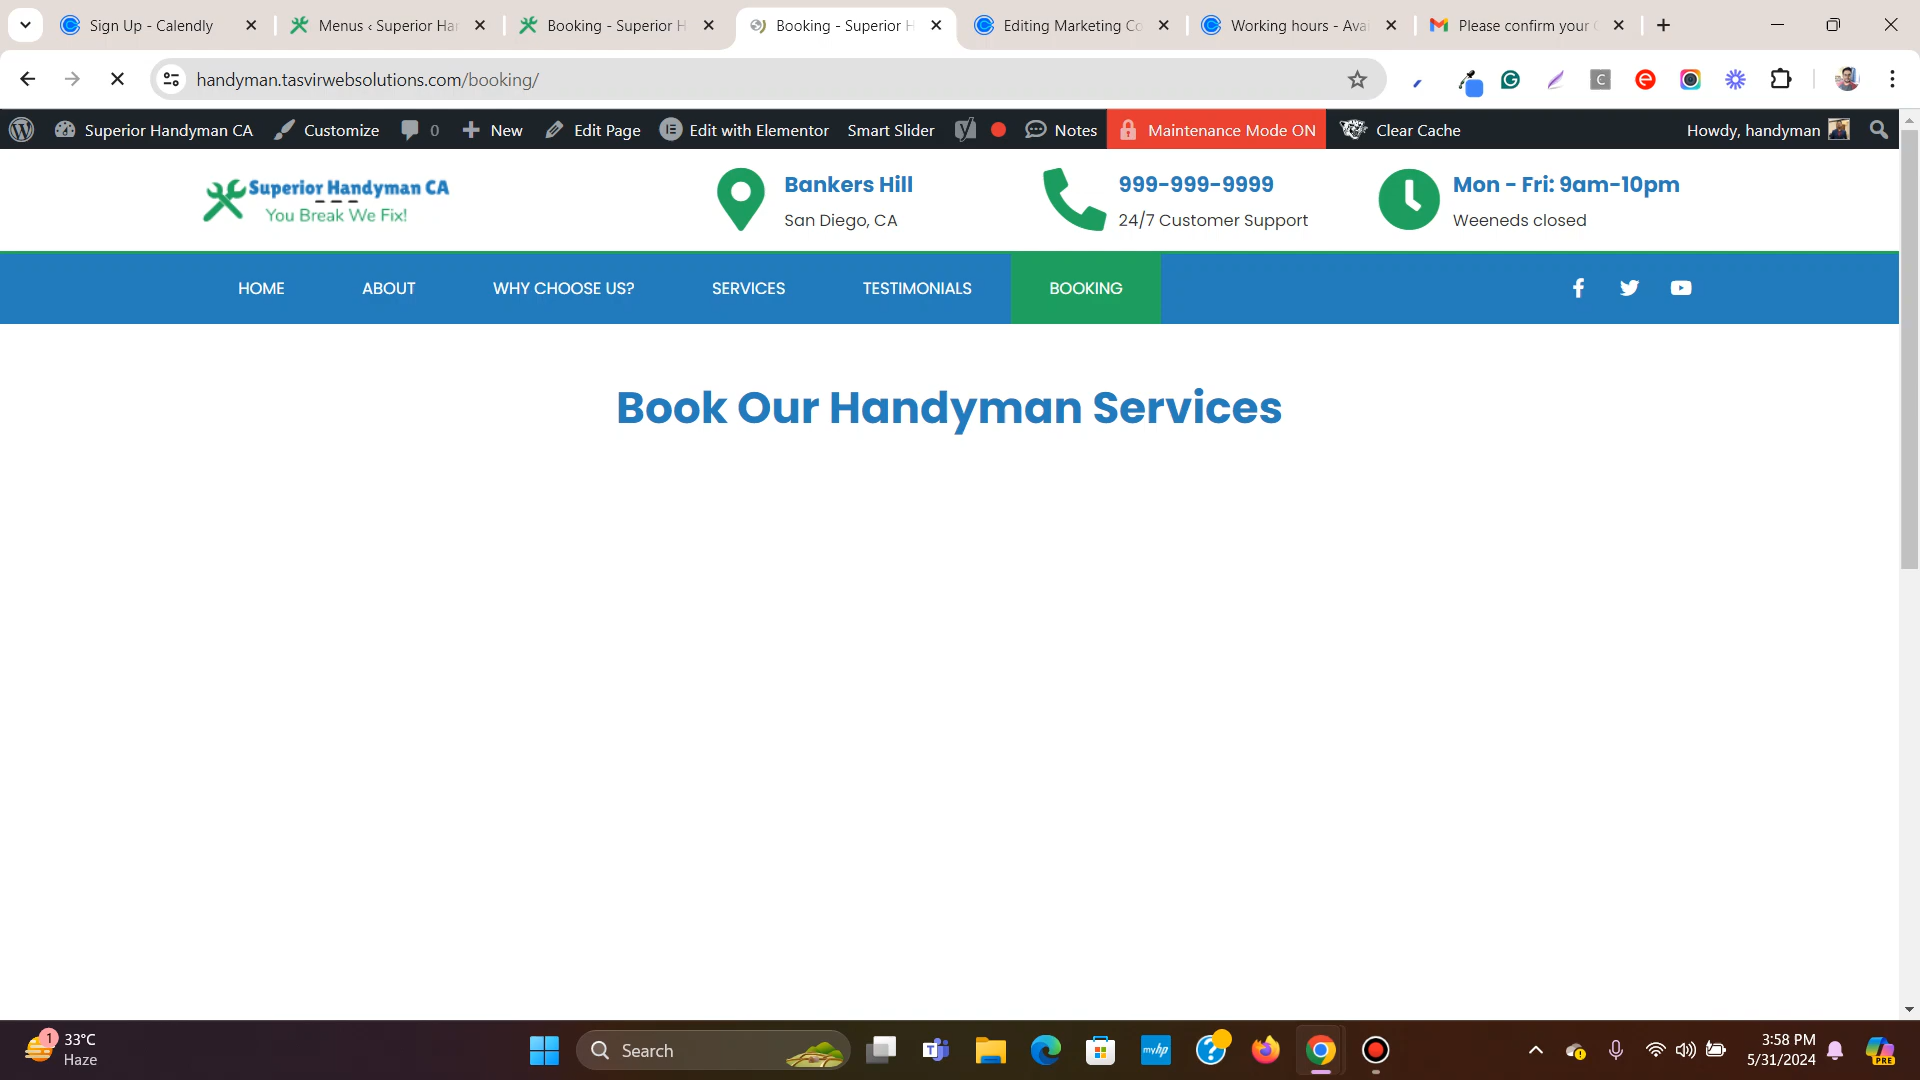 Sign Up - Calendly
Menus ‹ Superior Ha
Booking - Superior H
Booking - Superior H
Editing Marketing Co
Working hours - Ava
Please confirm your
handyman.tasvirwebsolutions.com/booking/
Superior Handyman CA
Customize
0
New
Edit Page
Edit with Elementor
Smart Slider
Notes
Maintenance Mode ON
Clear Cache
Howdy, handyman
Superior Handyman CA
You Break We Fix!
Bankers Hill
San Diego, CA
999-999-9999
24/7 Customer Support
Mon - Fri: 9am-10pm
Weeneds closed
HOME
ABOUT
WHY CHOOSE US?
SERVICES
TESTIMONIALS
BOOKING
Book Our Handyman Services
1
33°C
Haze
Search
myhp
PRE
3:58 PM
5/31/2024